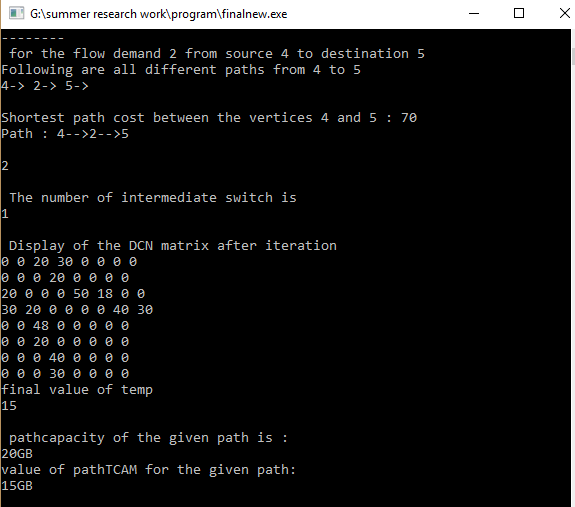 G:\summer research work\program\finalnew.exe
--------
for the flow demand 2 from source 4 to destination 5
Following are all different paths from 4 to 5
4-> 2-> 5->
Shortest path cost between the vertices 4 and 5 : 70
Path : 4-->2-->5
2
The number of intermediate switch is
1
Display of the DCN matrix after iteration
0 0 20 30 0 0 0 0
0 0 0 20 0 0 0 0
20 0 0 0 50 18 0 0
30 20 0 0 0 0 40 30
0 0 48 0 0 0 0 0
0 0 20 0 0 0 0 0
0 0 0 40 0 0 0 0
0 0 0 30 0 0 0 0
final value of temp
15
pathcapacity of the given path is :
20GB
value of pathTCAM for the given path:
15GB